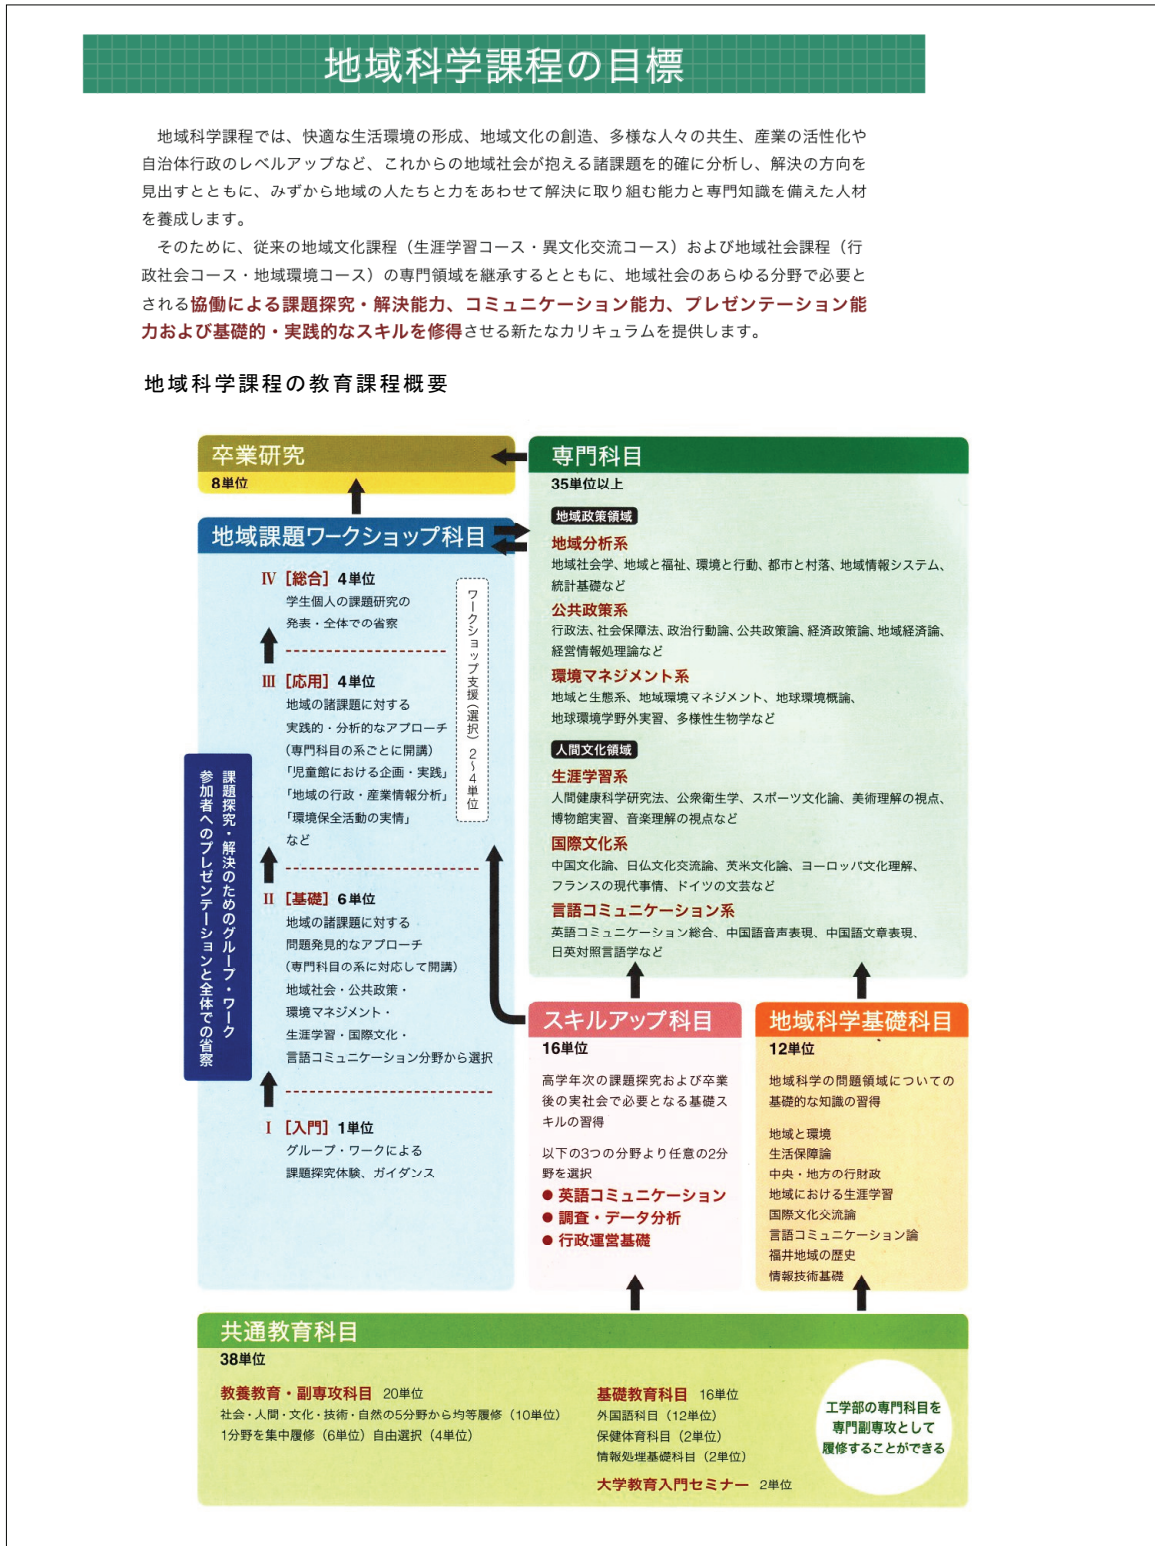 地域科学課程の目標
地域科学課程では、快適な生活環境の形成、地域文化の創造、多様な人々の共生、産業の活性化や
自治体行政のレベルアップなど、これからの地域社会が抱える諸課題を的確に分析し、解決の方向を
見出すとともに、みずから地域の人たちと力をあわせて解決に取り組む能力と専門知識を備えた人材
を養成します。
そのために、従来の地域文化課程（生涯学習コース・異文化交流コース）および地域社会課程（行
政社会コース・地域環境コース）の専門領域を継承するとともに、地域社会のあらゆる分野で必要と
される協働による課題探究・解決能力、コミュニケーション能力、プレゼンテーション能
力および基礎的・実践的なスキルを修得させる新たなカリキュラムを提供します。
地域科学課程の教育課程概要
卒業研究
8単位
地域課題ワークショップ科目
IV ［総合］ 4単位
学生個人の課題研究の
発表・全体での省察
III ［応用］ 4単位
地域の諸課題に対する
実践的・分析的なアプローチ
（専門科目の系ごとに開講）
「児童館における企画・実践」
「地域の行政・産業情報分析」
「環境保全活動の実情」
など
II ［基礎］ 6単位
地域の諸課題に対する
問題発見的なアプローチ
（専門科目の系に対応して開講）
地域社会・公共政策・
環境マネジメント・
生涯学習・国際文化・
言語コミュニケーション分野から選択
I ［入門］ 1単位
グループ・ワークによる
課題探究体験、ガイダンス
ワークショップ支援（選択） 2〜4単位
課題探究・解決のためのグループ・ワーク
参加者へのプレゼンテーションと全体での省察
専門科目
35単位以上
地域政策領域
地域分析系
地域社会学、地域と福祉、環境と行動、都市と村落、地域情報システム、
統計基礎など
公共政策系
行政法、社会保障法、政治行動論、公共政策論、経済政策論、地域経済論、
経営情報処理論など
環境マネジメント系
地域と生態系、地域環境マネジメント、地球環境概論、
地球環境学野外実習、多様性生物学など
人間文化領域
生涯学習系
人間健康科学研究法、公衆衛生学、スポーツ文化論、美術理解の視点、
博物館実習、音楽理解の視点など
国際文化系
中国文化論、日仏文化交流論、英米文化論、ヨーロッパ文化理解、
フランスの現代事情、ドイツの文芸など
言語コミュニケーション系
英語コミュニケーション総合、中国語音声表現、中国語文章表現、
日英対照言語学など
スキルアップ科目
16単位
高学年次の課題探究および卒業
後の実社会で必要となる基礎ス
キルの習得
以下の3つの分野より任意の2分
野を選択
● 英語コミュニケーション
● 調査・データ分析
● 行政運営基礎
地域科学基礎科目
12単位
地域科学の問題領域についての
基礎的な知識の習得
地域と環境
生活保障論
中央・地方の行財政
地域における生涯学習
国際文化交流論
言語コミュニケーション論
福井地域の歴史
情報技術基礎
共通教育科目
38単位
教養教育・副専攻科目 20単位
社会・人間・文化・技術・自然の5分野から均等履修（10単位）
1分野を集中履修（6単位）自由選択（4単位）
基礎教育科目 16単位
外国語科目（12単位）
保健体育科目（2単位）
情報処理基礎科目（2単位）
大学教育入門セミナー 2単位
工学部の専門科目を
専門副専攻として
履修することができる